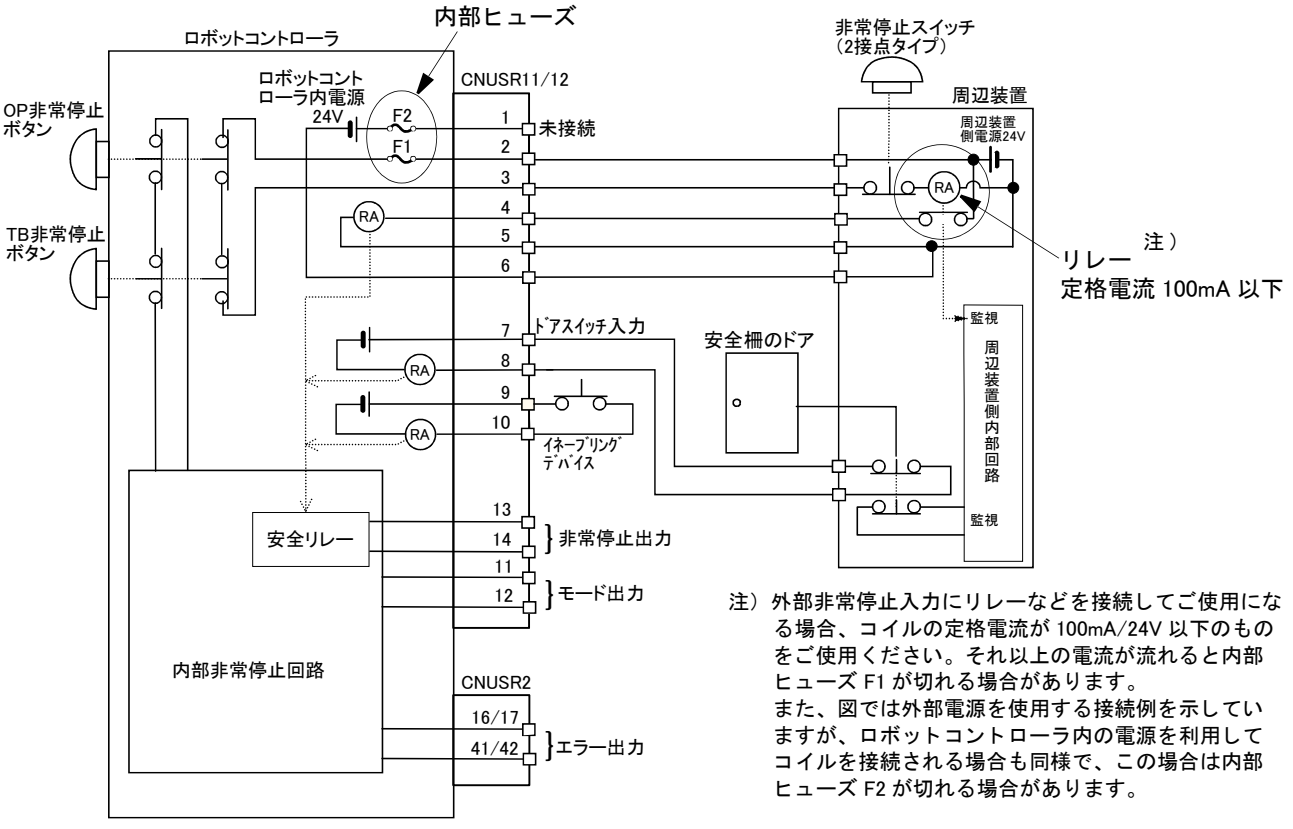 内部ヒューズ
ロボットコントローラ
ロボットコント
ローラ内電源
24V
F2
F1
CNUSR11/12
OP非常停止
ボタン
TB非常停止
ボタン
1
未接続
2
3
4
5
6
RA
非常停止スイッチ
(2接点タイプ)
周辺装置
周辺装置
側電源24V
RA
リレー 注)
定格電流 100mA 以下
7
ドアスイッチ入力
8
RA
9
10
RA
イネーブリング
デバイス
安全柵のドア
監視
周辺装置側内部回路
監視
安全リレー
13
14
}非常停止出力
11
12
}モード出力
内部非常停止回路
CNUSR2
16/17
41/42
}エラー出力
注) 外部非常停止入力にリレーなどを接続してご使用にな
る場合、コイルの定格電流が 100mA/24V 以下のもの
をご使用ください。それ以上の電流が流れると内部
ヒューズ F1 が切れる場合があります。
また、図では外部電源を使用する接続例を示してい
ますが、ロボットコントローラ内の電源を利用して
コイルを接続される場合も同様で、この場合は内部
ヒューズ F2 が切れる場合があります。